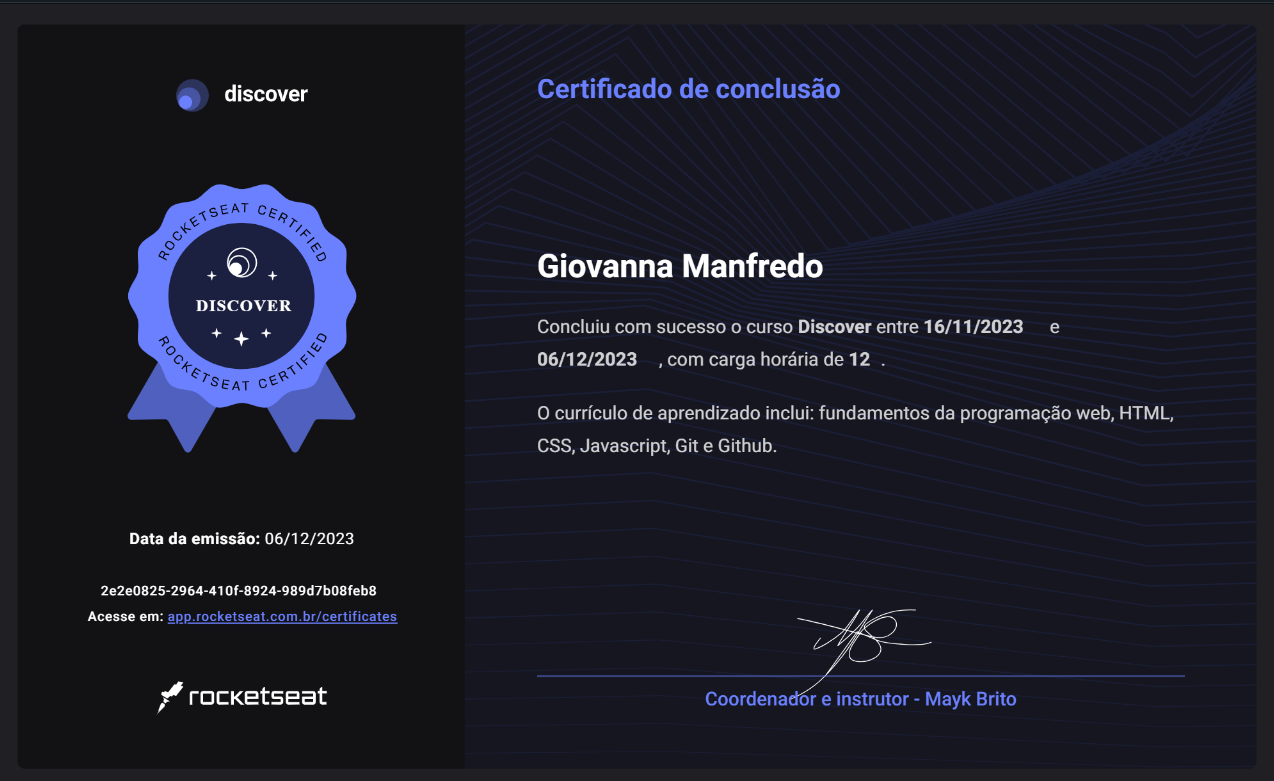 discover
ROCKETSEAT CERTIFIED
DISCOVER
ROCKETSEAT CERTIFIED
Data da emissão: 06/12/2023
2e2e0825-2964-410f-8924-989d7b08feb8
Acesse em: app.rocketseat.com.br/certificates
rocketseat
Certificado de conclusão
Giovanna Manfredo
Concluiu com sucesso o curso Discover entre 16/11/2023 e
06/12/2023 , com carga horária de 12 .
O currículo de aprendizado inclui: fundamentos da programação web, HTML,
CSS, Javascript, Git e Github.
Coordenador e instrutor - Mayk Brito